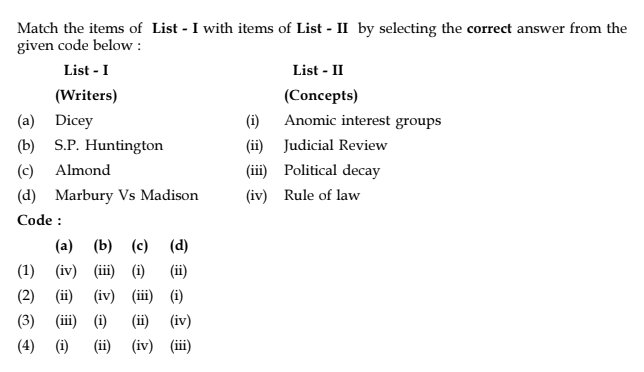 Match the items of List - I with items of List - II by selecting the correct answer from the
given code below :
List - I List - II
(Writers) (Concepts)
(a) Dicey (i) Anomic interest groups
(b) S.P. Huntington (ii) Judicial Review
(c) Almond (iii) Political decay
(d) Marbury Vs Madison (iv) Rule of law
Code :
(a) (b) (c) (d)
(1) (iv) (iii) (i) (ii)
(2) (ii) (iv) (iii) (i)
(3) (iii) (i) (ii) (iv)
(4) (i) (ii) (iv) (iii)